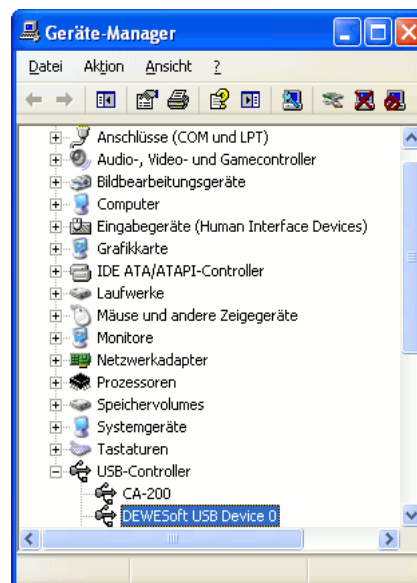 Geräte-Manager
Datei Aktion Ansicht ?
Anschlüsse (COM und LPT)
Audio-, Video- und Gamecontroller
Bildbearbeitungsgeräte
Computer
Eingabegeräte (Human Interface Devices)
Grafikkarte
IDE ATA/ATAPI-Controller
Laufwerke
Mäuse und andere Zeigegeräte
Monitore
Netzwerkadapter
Prozessoren
Speichervolumes
Systemgeräte
Tastaturen
USB-Controller
CA-200
DEWESoft USB Device 0